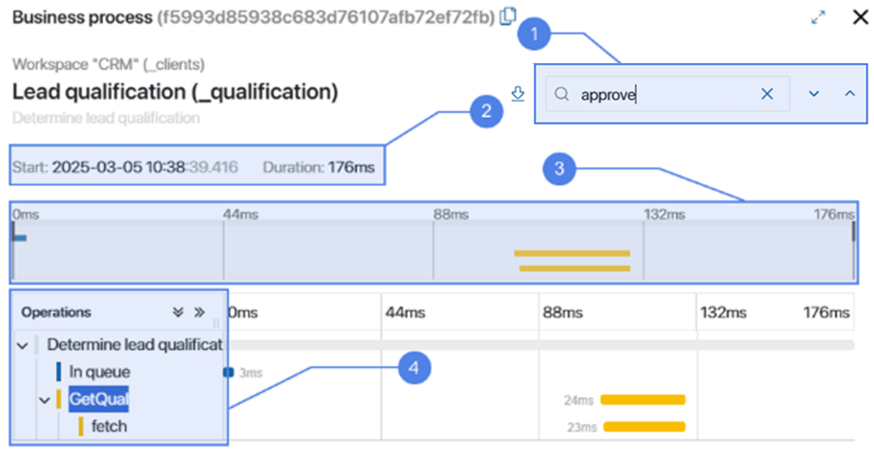 Business process (f5993d85938c683d76107afb72ef72fb)
1
Workspace "CRM" (_clients)
Lead qualification (_qualification)
approve
Determine lead qualification
2
Start: 2025-03-05 10:38:39.416 Duration: 176ms
3
0ms 44ms 88ms 132ms 176ms
Operations 0ms 44ms 88ms 132ms 176ms
Determine lead qualificat
In queue 3ms
4
GetQual 24ms
fetch 23ms